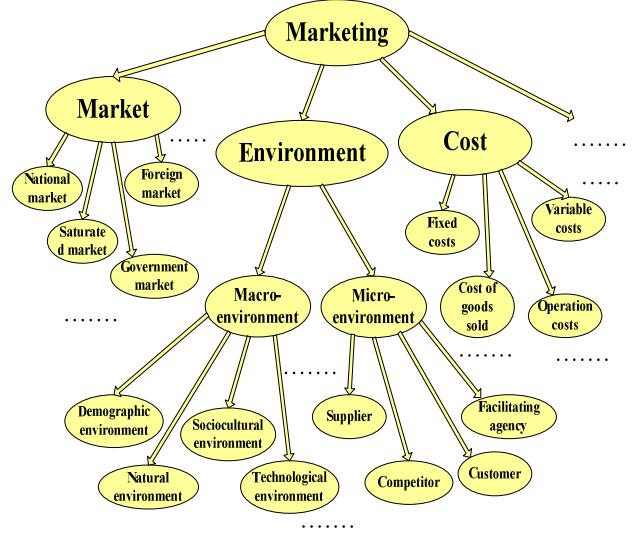 Marketing
Market
Environment
Cost
. . . . .
. . . . . . .
. . . . .
National
market
Foreign
market
Saturate
d market
Government
market
Fixed
costs
Variable
costs
Cost of
goods
sold
Operation
costs
. . . . . . .
Macro-
environment
Micro-
environment
. . . . . . .
. . . . . . .
. . . . . . .
Demographic
environment
Sociocultural
environment
Natural
environment
Technological
environment
Supplier
Facilitating
agency
Competitor
Customer
. . . . . . .